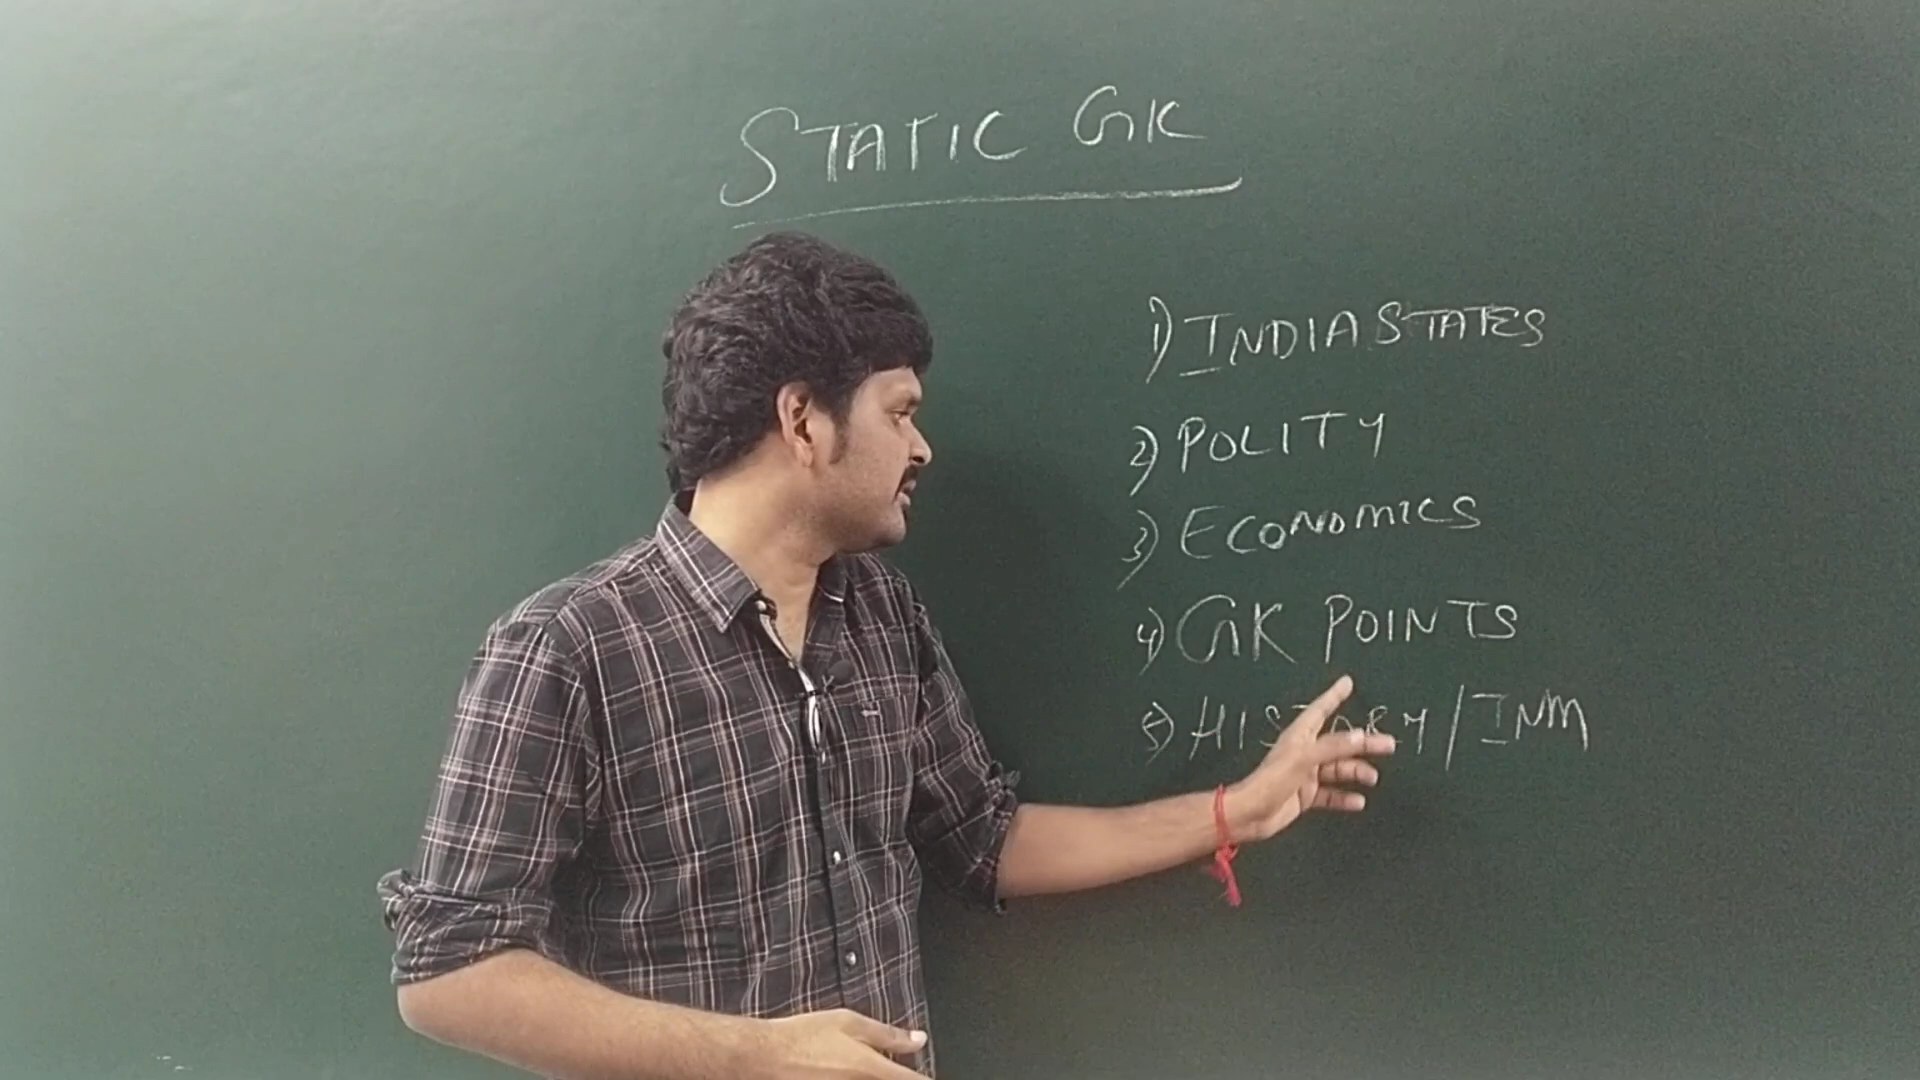 STATIC GK
1) INDIA STATES
2) POLITY
3) ECONOMICS
4) GK POINTS
5) HISTORY / INM